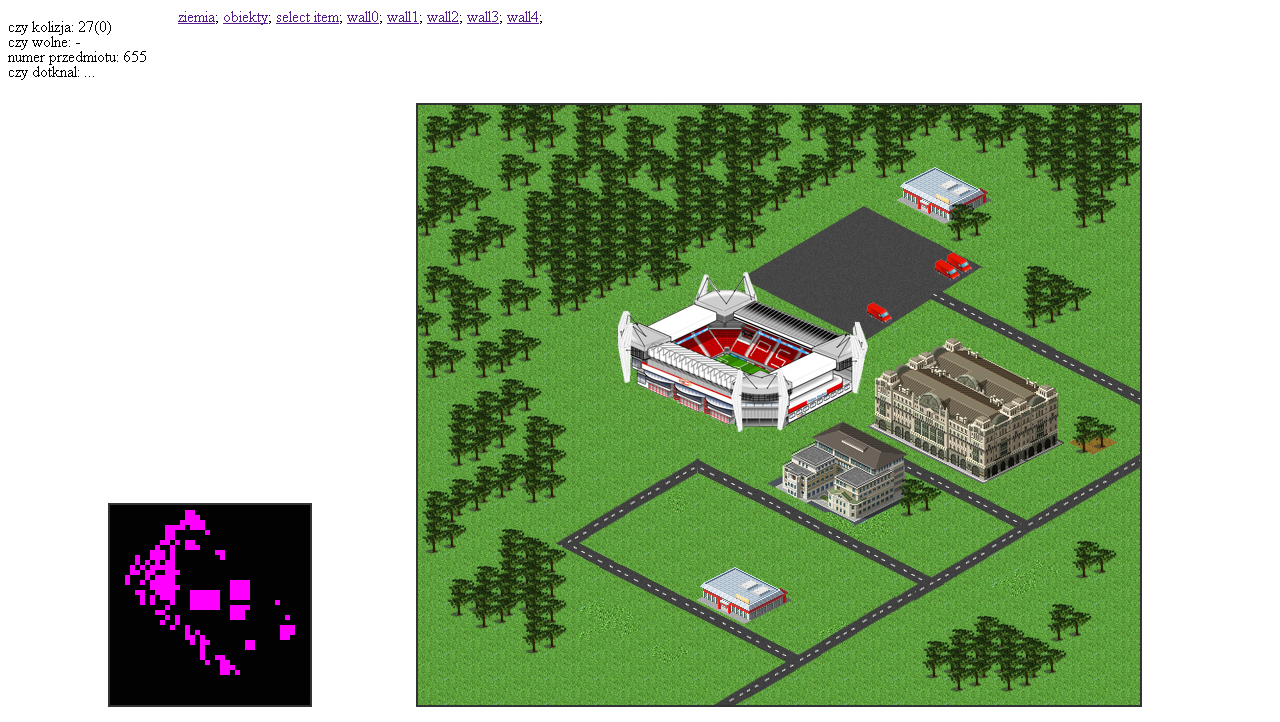 czy kolizja: 27(0)
czy wolne: -
numer przedmiotu: 655
czy dotknal: ...
ziemia; obiekty; select item; wall0; wall1; wall2; wall3; wall4;